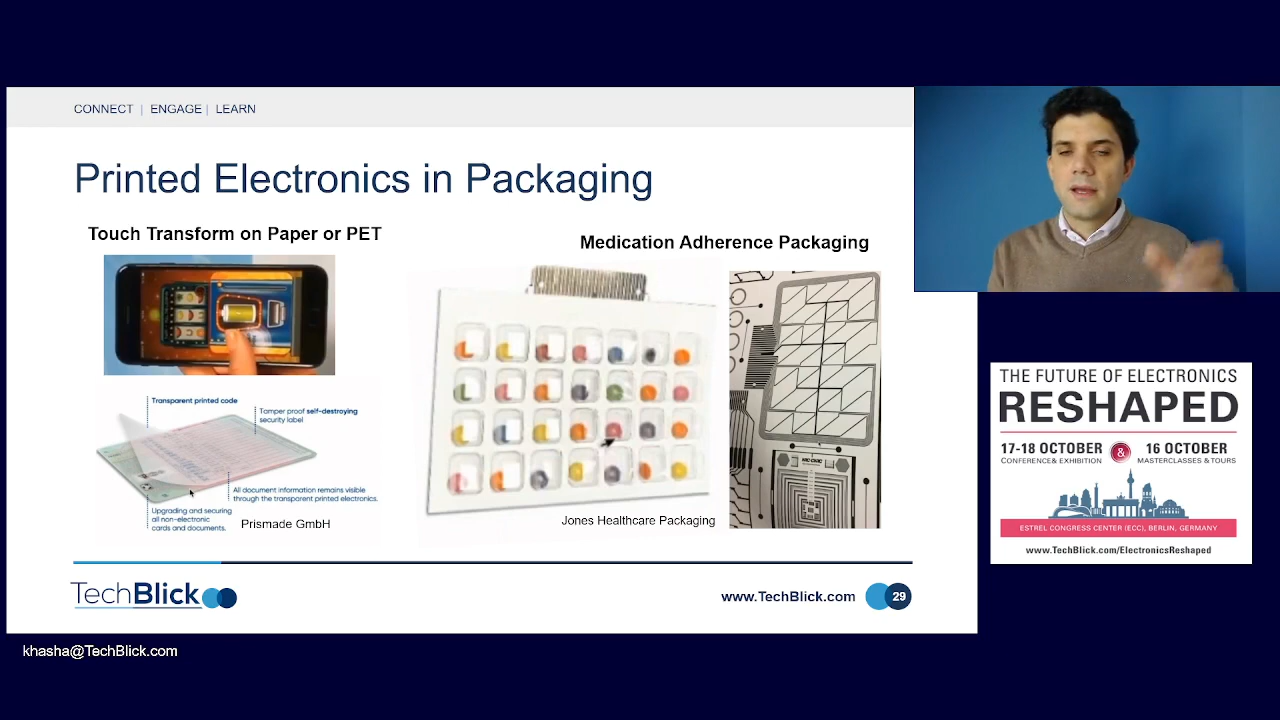 CONNECT | ENGAGE | LEARN
Printed Electronics in Packaging
Touch Transform on Paper or PET
Medication Adherence Packaging
Transparent printed code
Tamper proof self-destroying
security label
All document information remains visible
through the transparent printed electronics.
Upgrading and securing
all non-electronic
cards and documents.
Prismade GmbH
Jones Healthcare Packaging
TechBlick
www.TechBlick.com
29
khasha@TechBlick.com
THE FUTURE OF ELECTRONICS
RESHAPED
17-18 OCTOBER & 16 OCTOBER
CONFERENCE & EXHIBITION MASTERCLASSES & TOURS
ESTREL CONGRESS CENTER (ECC), BERLIN, GERMANY
www.TechBlick.com/ElectronicsReshaped